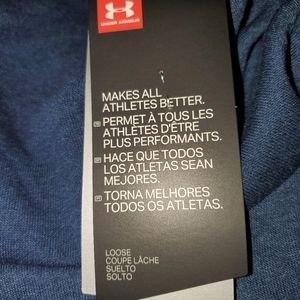 UNDER ARMOUR
MAKES ALL
ATHLETES BETTER.
PERMET À TOUS LES
ATHLÈTES D'ÊTRE
PLUS PERFORMANTS.
HACE QUE TODOS
LOS ATLETAS SEAN
MEJORES.
TORNA MELHORES
TODOS OS ATLETAS.
LOOSE
COUPE LÂCHE
SUELTO
SOLTO